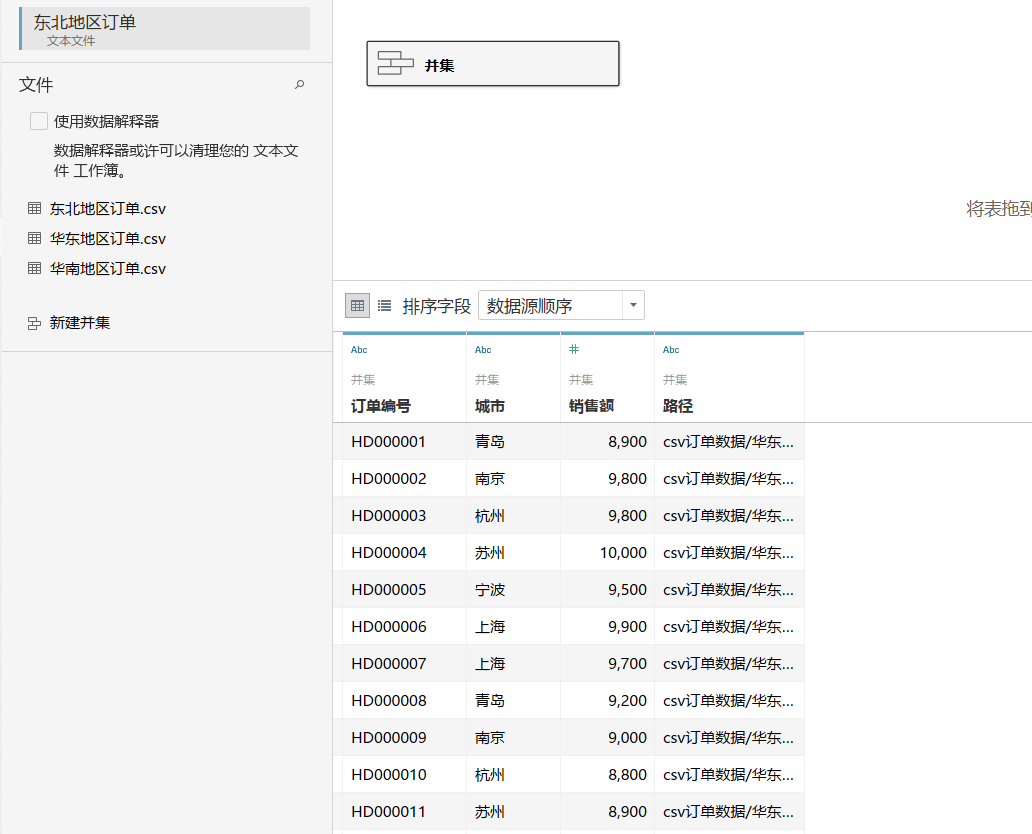 东北地区订单
文本文件
文件
使用数据解释器
数据解释器或许可以清理您的 文本文
件 工作簿。
东北地区订单.csv
华东地区订单.csv
华南地区订单.csv
新建并集
并集
将表拖到
排序字段 数据源顺序
Abc Abc # Abc
并集 并集 并集 并集
订单编号 城市 销售额 路径
HD000001 青岛 8,900 csv订单数据/华东...
HD000002 南京 9,800 csv订单数据/华东...
HD000003 杭州 9,800 csv订单数据/华东...
HD000004 苏州 10,000 csv订单数据/华东...
HD000005 宁波 9,500 csv订单数据/华东...
HD000006 上海 9,900 csv订单数据/华东...
HD000007 上海 9,700 csv订单数据/华东...
HD000008 青岛 9,200 csv订单数据/华东...
HD000009 南京 9,000 csv订单数据/华东...
HD000010 杭州 8,800 csv订单数据/华东...
HD000011 苏州 8,900 csv订单数据/华东...